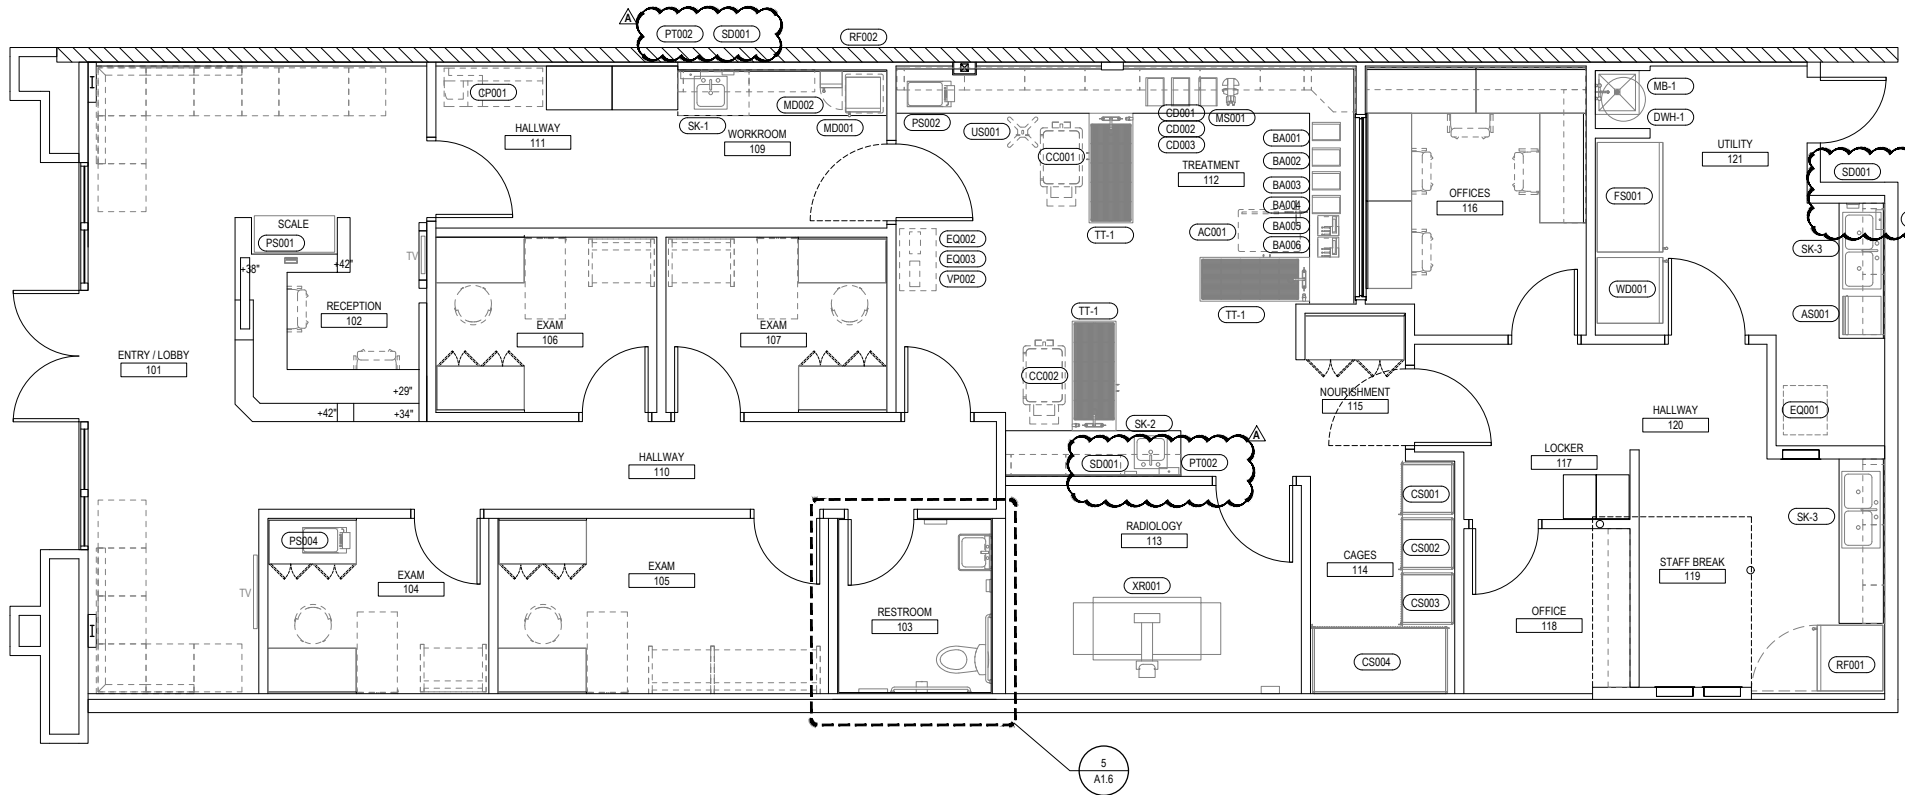 A
PT002
SD001
RF002
CP001
HALLWAY
111
SK-1
MD002
MD001
WORKROOM
109
PS002
US001
CC001
CD001
CD002
CD003
MS001
TREATMENT
112
BA001
BA002
BA003
BA004
BA005
BA006
AC001
TT-1
TT-1
TT-1
OFFICES
116
MB-1
DWH-1
UTILITY
121
SD001
FS001
SK-3
WD001
AS001
SCALE
PS001
+38"
+42"
TV
RECEPTION
102
EQ002
EQ003
VP002
EXAM
106
EXAM
107
ENTRY / LOBBY
101
+29"
+42"
+34"
CC002
NOURISHMENT
115
HALLWAY
120
EQ001
SK-2
A
SD001
PT002
HALLWAY
110
LOCKER
117
CS001
SK-3
RADIOLOGY
113
PS004
CS002
CAGES
114
EXAM
104
EXAM
105
STAFF BREAK
119
TV
XR001
CS003
RESTROOM
103
OFFICE
118
CS004
RF001
5
A1.6